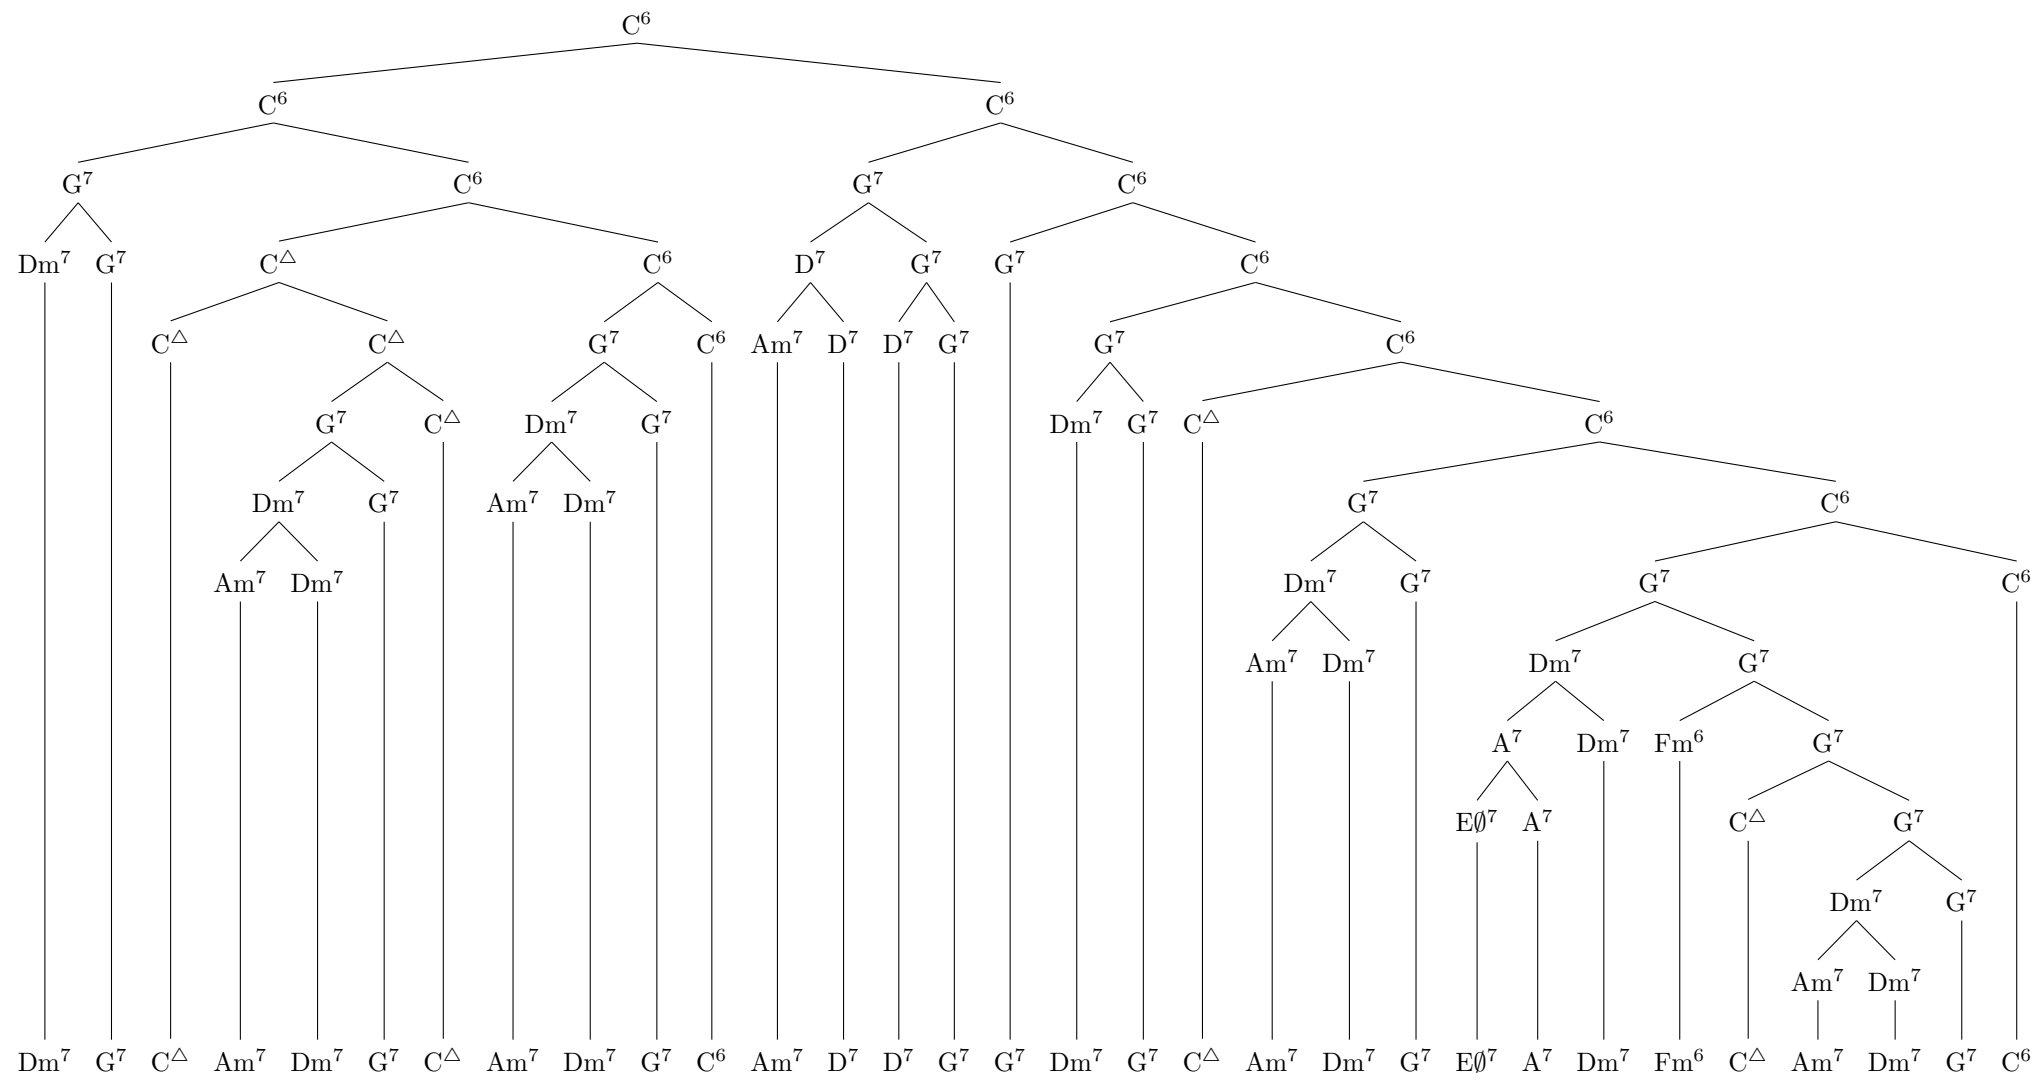 C⁶
C⁶ C⁶
G⁷ C⁶ G⁷ C⁶
Dm⁷ G⁷ C△ C⁶ D⁷ G⁷ G⁷ C⁶
C△ C△ G⁷ C⁶ Am⁷ D⁷ D⁷ G⁷ G⁷ C⁶
G⁷ C△ Dm⁷ G⁷ Dm⁷ G⁷ C△ C⁶
Dm⁷ G⁷ Am⁷ Dm⁷ G⁷ C⁶
Am⁷ Dm⁷ Dm⁷ G⁷ G⁷ C⁶
Am⁷ Dm⁷ Dm⁷ G⁷
A⁷ Dm⁷ Fm⁶ G⁷
E∅⁷ A⁷ C△ G⁷
Dm⁷ G⁷
Am⁷ Dm⁷
Dm⁷ G⁷ C△ Am⁷ Dm⁷ G⁷ C△ Am⁷ Dm⁷ G⁷ C⁶ Am⁷ D⁷ D⁷ G⁷ G⁷ Dm⁷ G⁷ C△ Am⁷ Dm⁷ G⁷ E∅⁷ A⁷ Dm⁷ Fm⁶ C△ Am⁷ Dm⁷ G⁷ C⁶